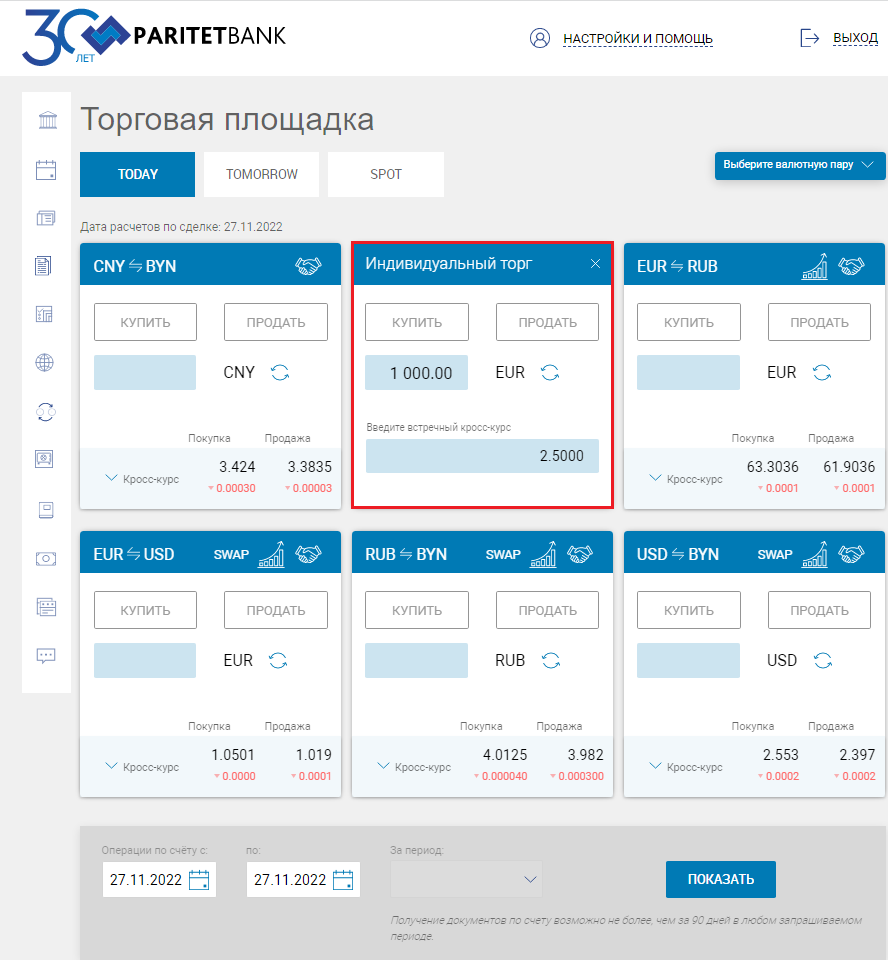 30 ЛЕТ PARITETBANK
НАСТРОЙКИ И ПОМОЩЬ
ВЫХОД
Торговая площадка
TODAY TOMORROW SPOT
Выберите валютную пару
Дата расчетов по сделке: 27.11.2022
CNY ⇋ BYN
КУПИТЬ ПРОДАТЬ
CNY
Покупка Продажа
Кросс-курс 3.424 3.3835
0.00030 0.00003
Индивидуальный торг
КУПИТЬ ПРОДАТЬ
1 000.00 EUR
Введите встречный кросс-курс
2.5000
EUR ⇋ RUB
КУПИТЬ ПРОДАТЬ
EUR
Покупка Продажа
Кросс-курс 63.3036 61.9036
0.0001 0.0001
EUR ⇋ USD SWAP
КУПИТЬ ПРОДАТЬ
EUR
Покупка Продажа
Кросс-курс 1.0501 1.019
0.0000 0.0001
RUB ⇋ BYN SWAP
КУПИТЬ ПРОДАТЬ
RUB
Покупка Продажа
Кросс-курс 4.0125 3.982
0.000040 0.000300
USD ⇋ BYN SWAP
КУПИТЬ ПРОДАТЬ
USD
Покупка Продажа
Кросс-курс 2.553 2.397
0.0002 0.0002
Операции по счёту с: по: За период:
27.11.2022 27.11.2022 ПОКАЗАТЬ
Получение документов по счету возможно не более, чем за 90 дней в любом запрашиваемом
периоде.